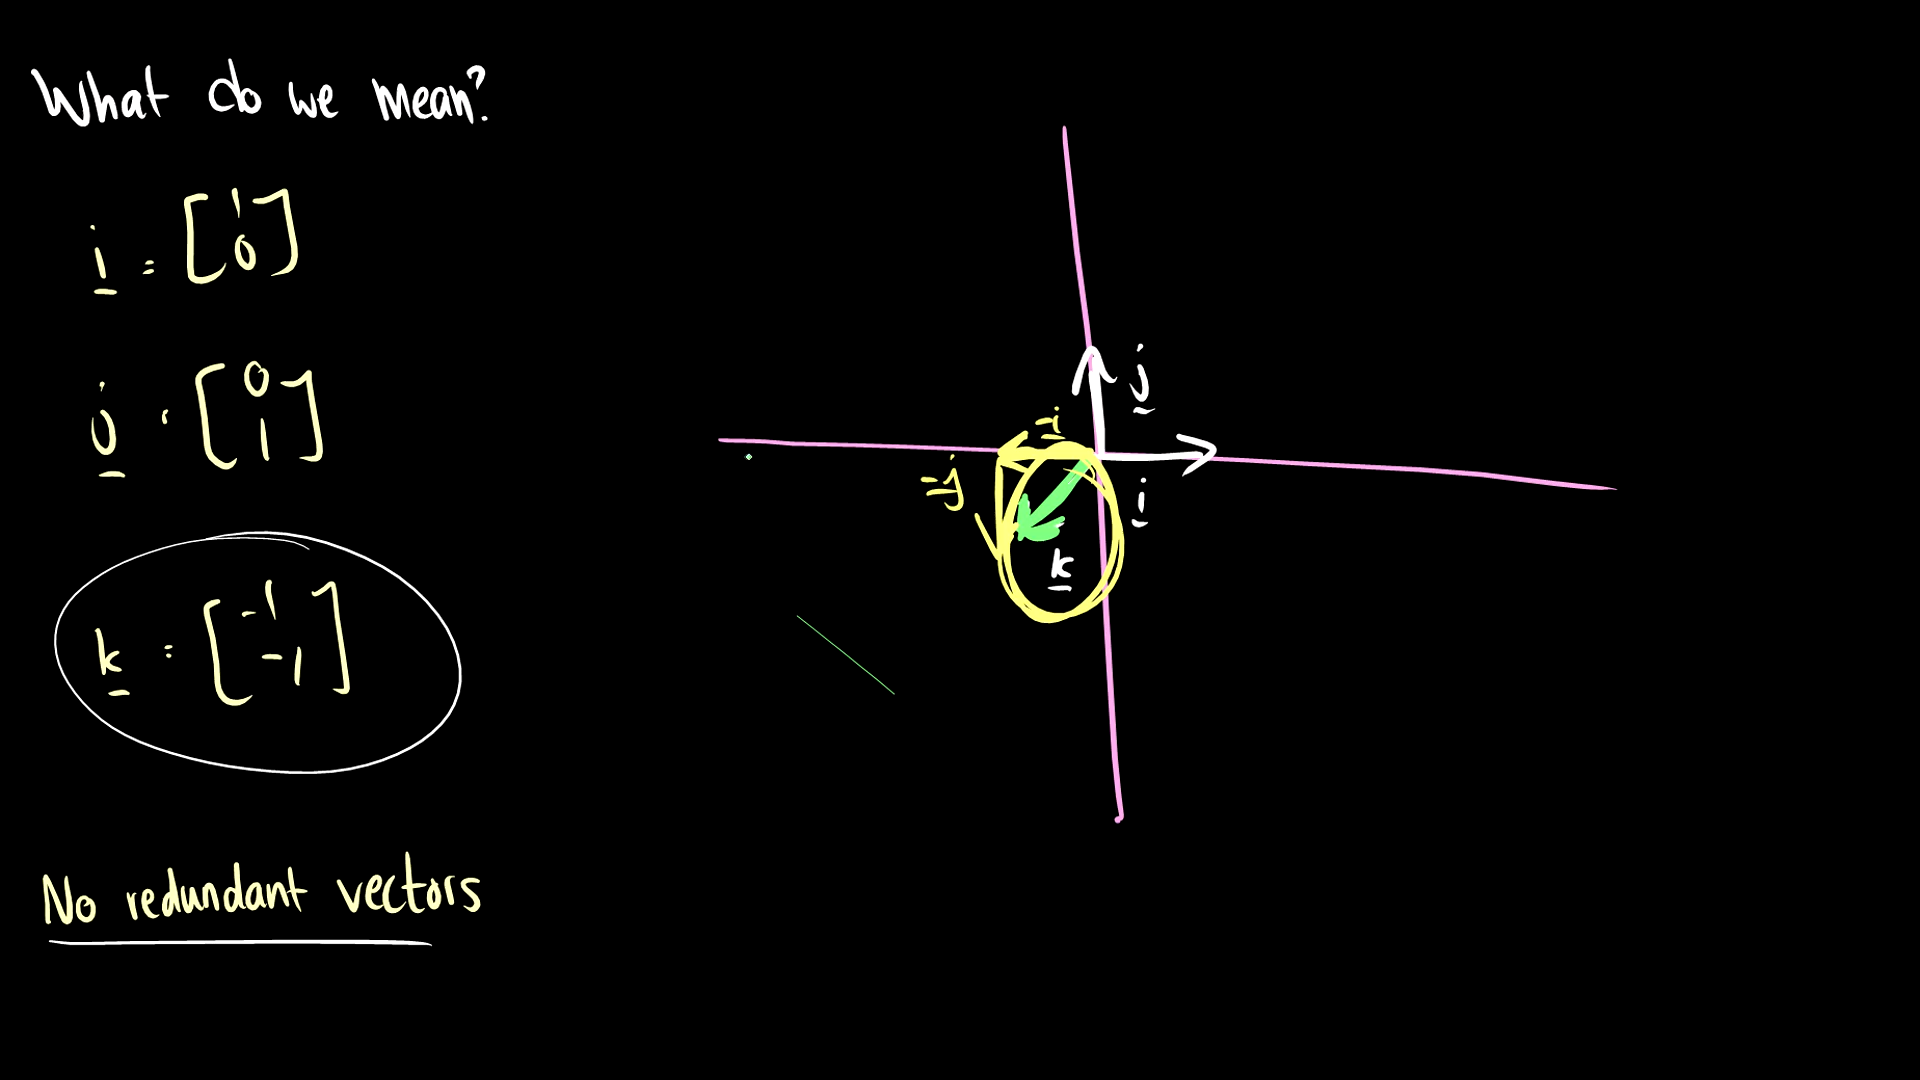 What do we mean?
i = [1 0]
j = [0 1]
k = [-1 -1]
No redundant vectors
j
-i
-j
i
k